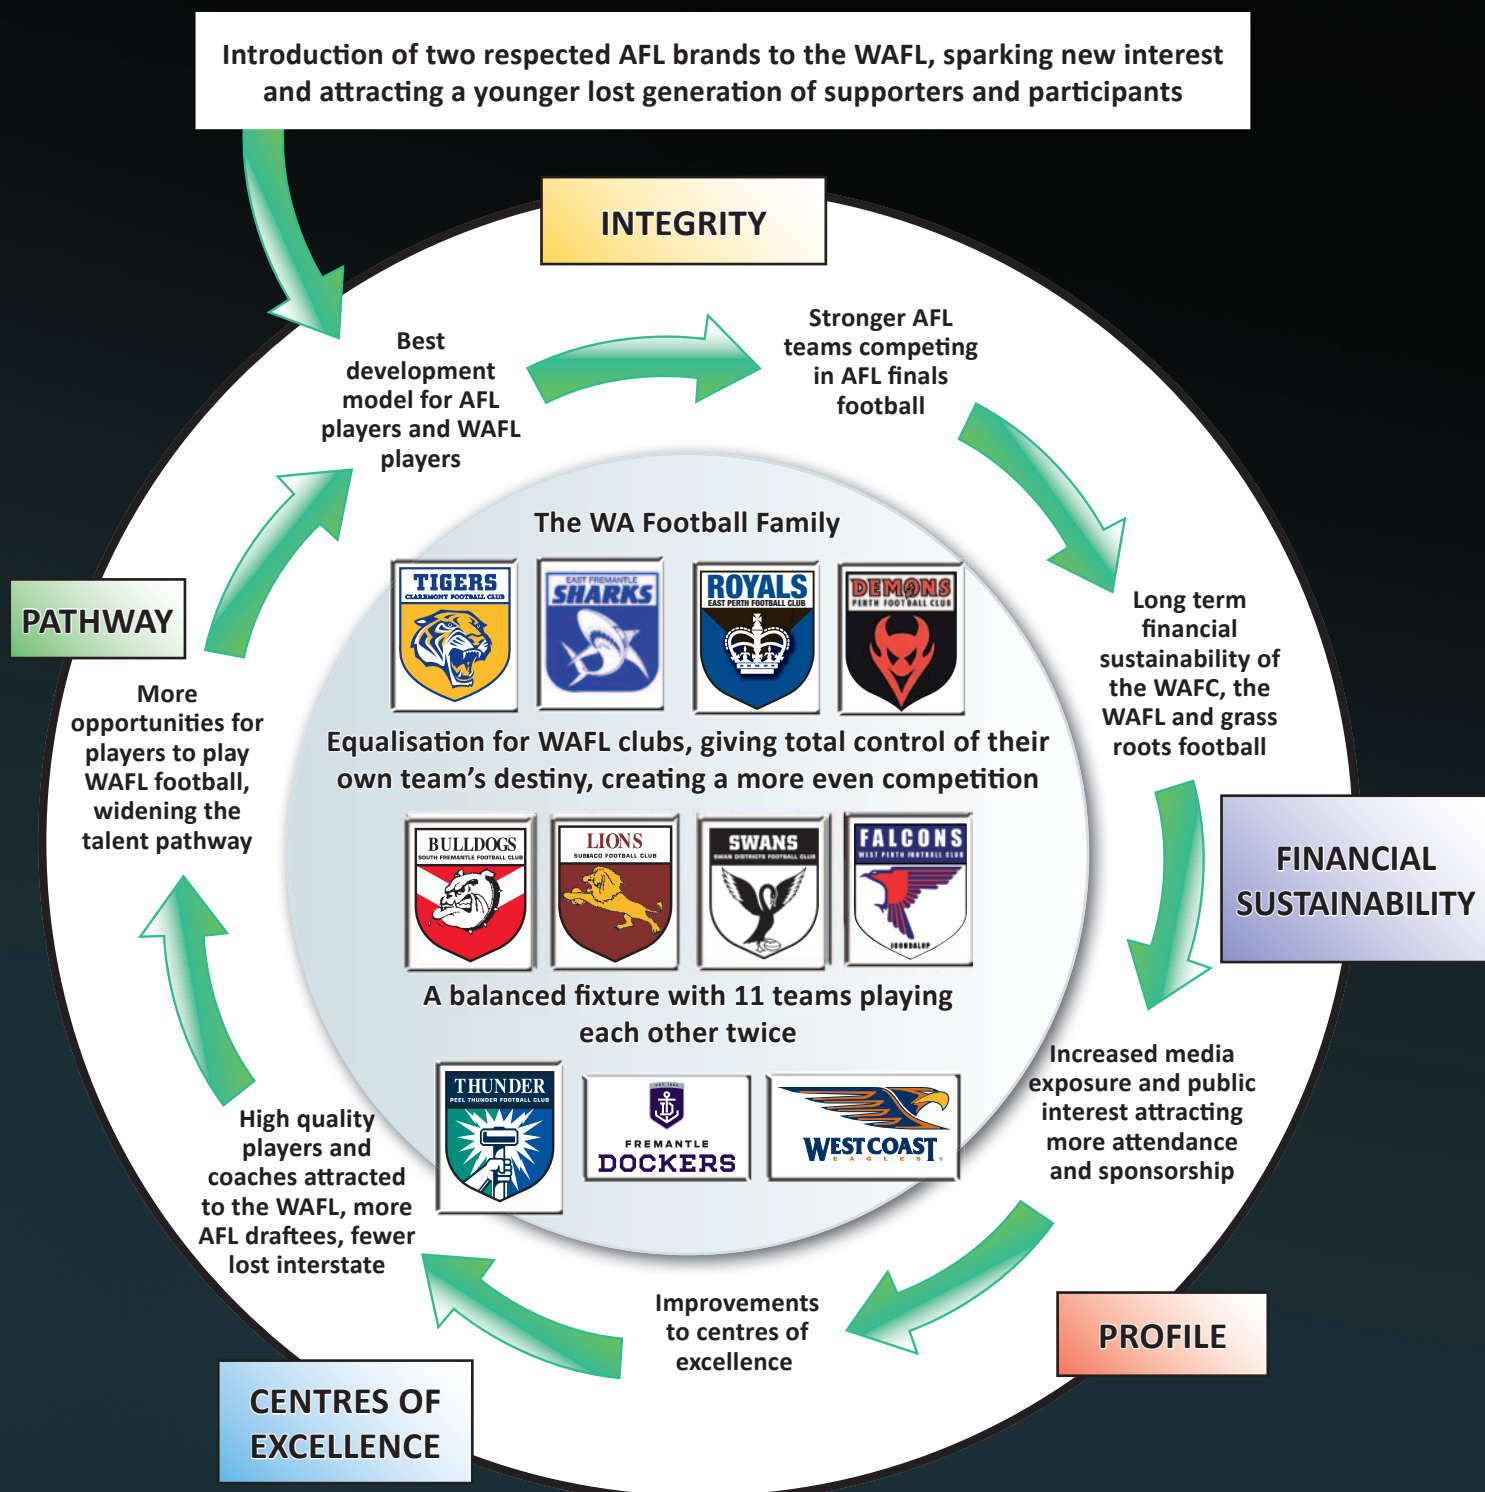 Introduction of two respected AFL brands to the WAFL, sparking new interest
and attracting a younger lost generation of supporters and participants
INTEGRITY
Best
development
model for AFL
players and WAFL
players
Stronger AFL
teams competing
in AFL finals
football
Long term
financial
sustainability of
the WAFC, the
WAFL and grass
roots football
FINANCIAL
SUSTAINABILITY
Increased media
exposure and public
interest attracting
more attendance
and sponsorship
PROFILE
Improvements
to centres of
excellence
CENTRES OF
EXCELLENCE
High quality
players and
coaches attracted
to the WAFL, more
AFL draftees, fewer
lost interstate
More
opportunities for
players to play
WAFL football,
widening the
talent pathway
PATHWAY
The WA Football Family
TIGERS
CLAREMONT FOOTBALL CLUB
EAST FREMANTLE
SHARKS
ROYALS
EAST PERTH FOOTBALL CLUB
DEMONS
PERTH FOOTBALL CLUB
Equalisation for WAFL clubs, giving total control of their
own team's destiny, creating a more even competition
BULLDOGS
SOUTH FREMANTLE FOOTBALL CLUB
LIONS
SUBIACO FOOTBALL CLUB
SWANS
SWAN DISTRICTS FOOTBALL CLUB
FALCONS
WEST PERTH FOOTBALL CLUB
JOONDALUP
A balanced fixture with 11 teams playing
each other twice
THUNDER
PEEL THUNDER FOOTBALL CLUB
FREMANTLE
DOCKERS
WEST COAST
EAGLES